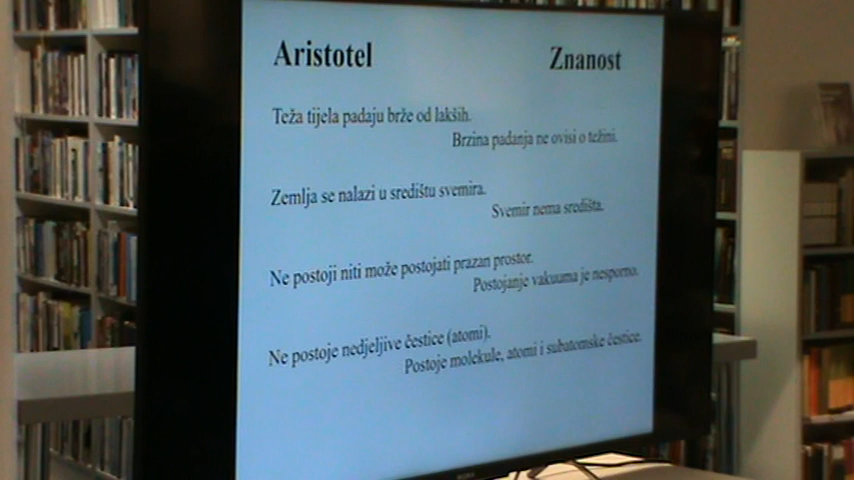 Aristotel
Znanost
Teža tijela padaju brže od lakših.
Brzina padanja ne ovisi o težini.
Zemlja se nalazi u središtu svemira.
Svemir nema središta.
Ne postoji niti može postojati prazan prostor.
Postojanje vakuuma je nesporno.
Ne postoje nedjeljive čestice (atomi).
Postoje molekule, atomi i subatomske čestice.